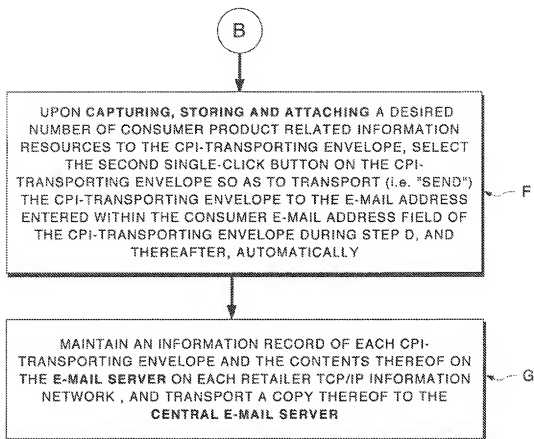 B
UPON CAPTURING, STORING AND ATTACHING A DESIRED
NUMBER OF CONSUMER PRODUCT RELATED INFORMATION
RESOURCES TO THE CPI-TRANSPORTING ENVELOPE, SELECT
THE SECOND SINGLE-CLICK BUTTON ON THE CPI-
TRANSPORTING ENVELOPE SO AS TO TRANSPORT (i.e. "SEND")
THE CPI-TRANSPORTING ENVELOPE TO THE E-MAIL ADDRESS
ENTERED WITHIN THE CONSUMER E-MAIL ADDRESS FIELD OF
THE CPI-TRANSPORTING ENVELOPE DURING STEP D, AND
THEREAFTER, AUTOMATICALLY
F
MAINTAIN AN INFORMATION RECORD OF EACH CPI-
TRANSPORTING ENVELOPE AND THE CONTENTS THEREOF ON
THE E-MAIL SERVER ON EACH RETAILER TCP/IP INFORMATION
NETWORK , AND TRANSPORT A COPY THEREOF TO THE
CENTRAL E-MAIL SERVER
G